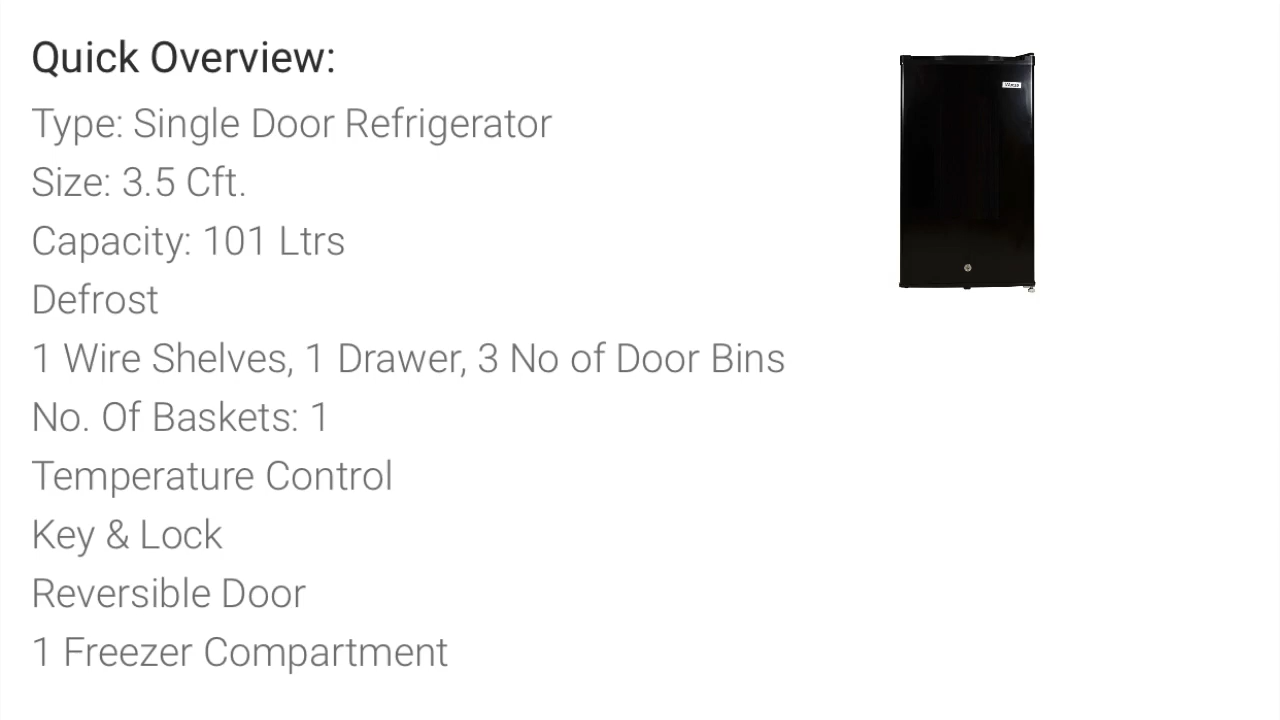 Quick Overview:
Type: Single Door Refrigerator
Size: 3.5 Cft.
Capacity: 101 Ltrs
Defrost
1 Wire Shelves, 1 Drawer, 3 No of Door Bins
No. Of Baskets: 1
Temperature Control
Key & Lock
Reversible Door
1 Freezer Compartment